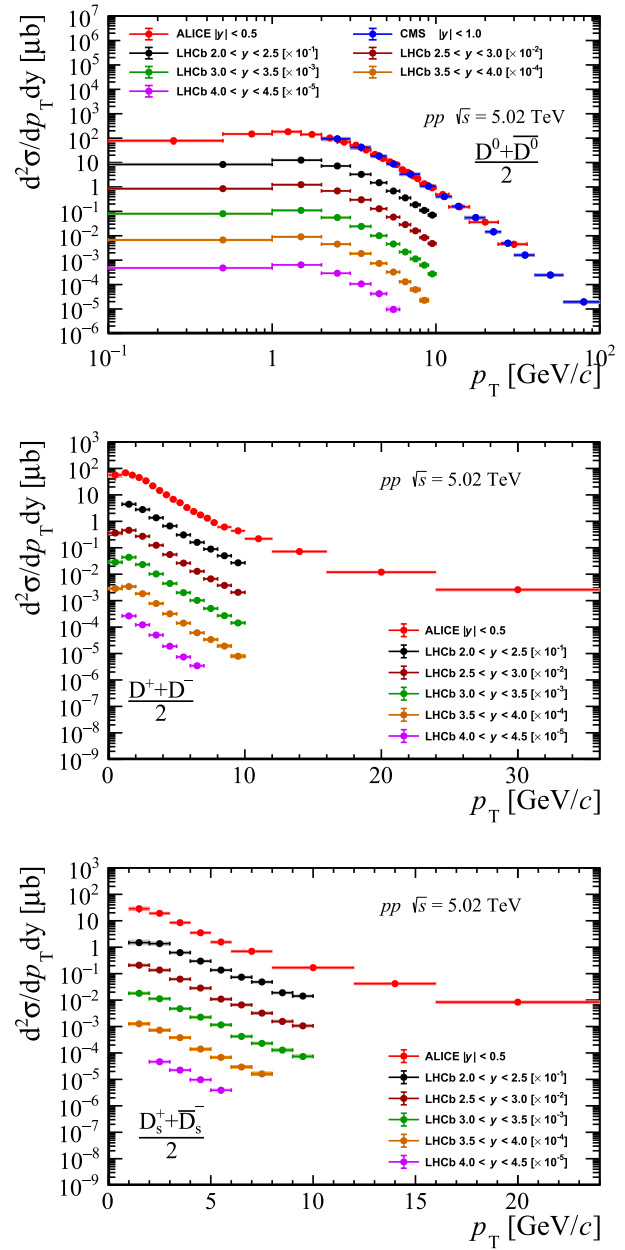 ALICE |y| < 0.5
CMS |y| < 1.0
LHCb 2.0 < y < 2.5 [× 10⁻¹]
LHCb 2.5 < y < 3.0 [× 10⁻²]
LHCb 3.0 < y < 3.5 [× 10⁻³]
LHCb 3.5 < y < 4.0 [× 10⁻⁴]
LHCb 4.0 < y < 4.5 [× 10⁻⁵]
pp √s = 5.02 TeV
D⁰+D̅⁰
2
d²σ/dp_T dy [μb]
10⁷
10⁶
10⁵
10⁴
10³
10²
10
1
10⁻¹
10⁻²
10⁻³
10⁻⁴
10⁻⁵
10⁻⁶
10⁻¹ 1 10 10²
p_T [GeV/c]
d²σ/dp_T dy [μb]
10³
10²
10
1
10⁻¹
10⁻²
10⁻³
10⁻⁴
10⁻⁵
10⁻⁶
10⁻⁷
10⁻⁸
10⁻⁹
pp √s = 5.02 TeV
ALICE |y| < 0.5
LHCb 2.0 < y < 2.5 [× 10⁻¹]
LHCb 2.5 < y < 3.0 [× 10⁻²]
LHCb 3.0 < y < 3.5 [× 10⁻³]
LHCb 3.5 < y < 4.0 [× 10⁻⁴]
LHCb 4.0 < y < 4.5 [× 10⁻⁵]
D⁺+D⁻
2
0 10 20 30
p_T [GeV/c]
d²σ/dp_T dy [μb]
10³
10²
10
1
10⁻¹
10⁻²
10⁻³
10⁻⁴
10⁻⁵
10⁻⁶
10⁻⁷
10⁻⁸
10⁻⁹
pp √s = 5.02 TeV
ALICE |y| < 0.5
LHCb 2.0 < y < 2.5 [× 10⁻¹]
LHCb 2.5 < y < 3.0 [× 10⁻²]
LHCb 3.0 < y < 3.5 [× 10⁻³]
LHCb 3.5 < y < 4.0 [× 10⁻⁴]
LHCb 4.0 < y < 4.5 [× 10⁻⁵]
D_s⁺+D̅_s⁻
2
0 5 10 15 20
p_T [GeV/c]